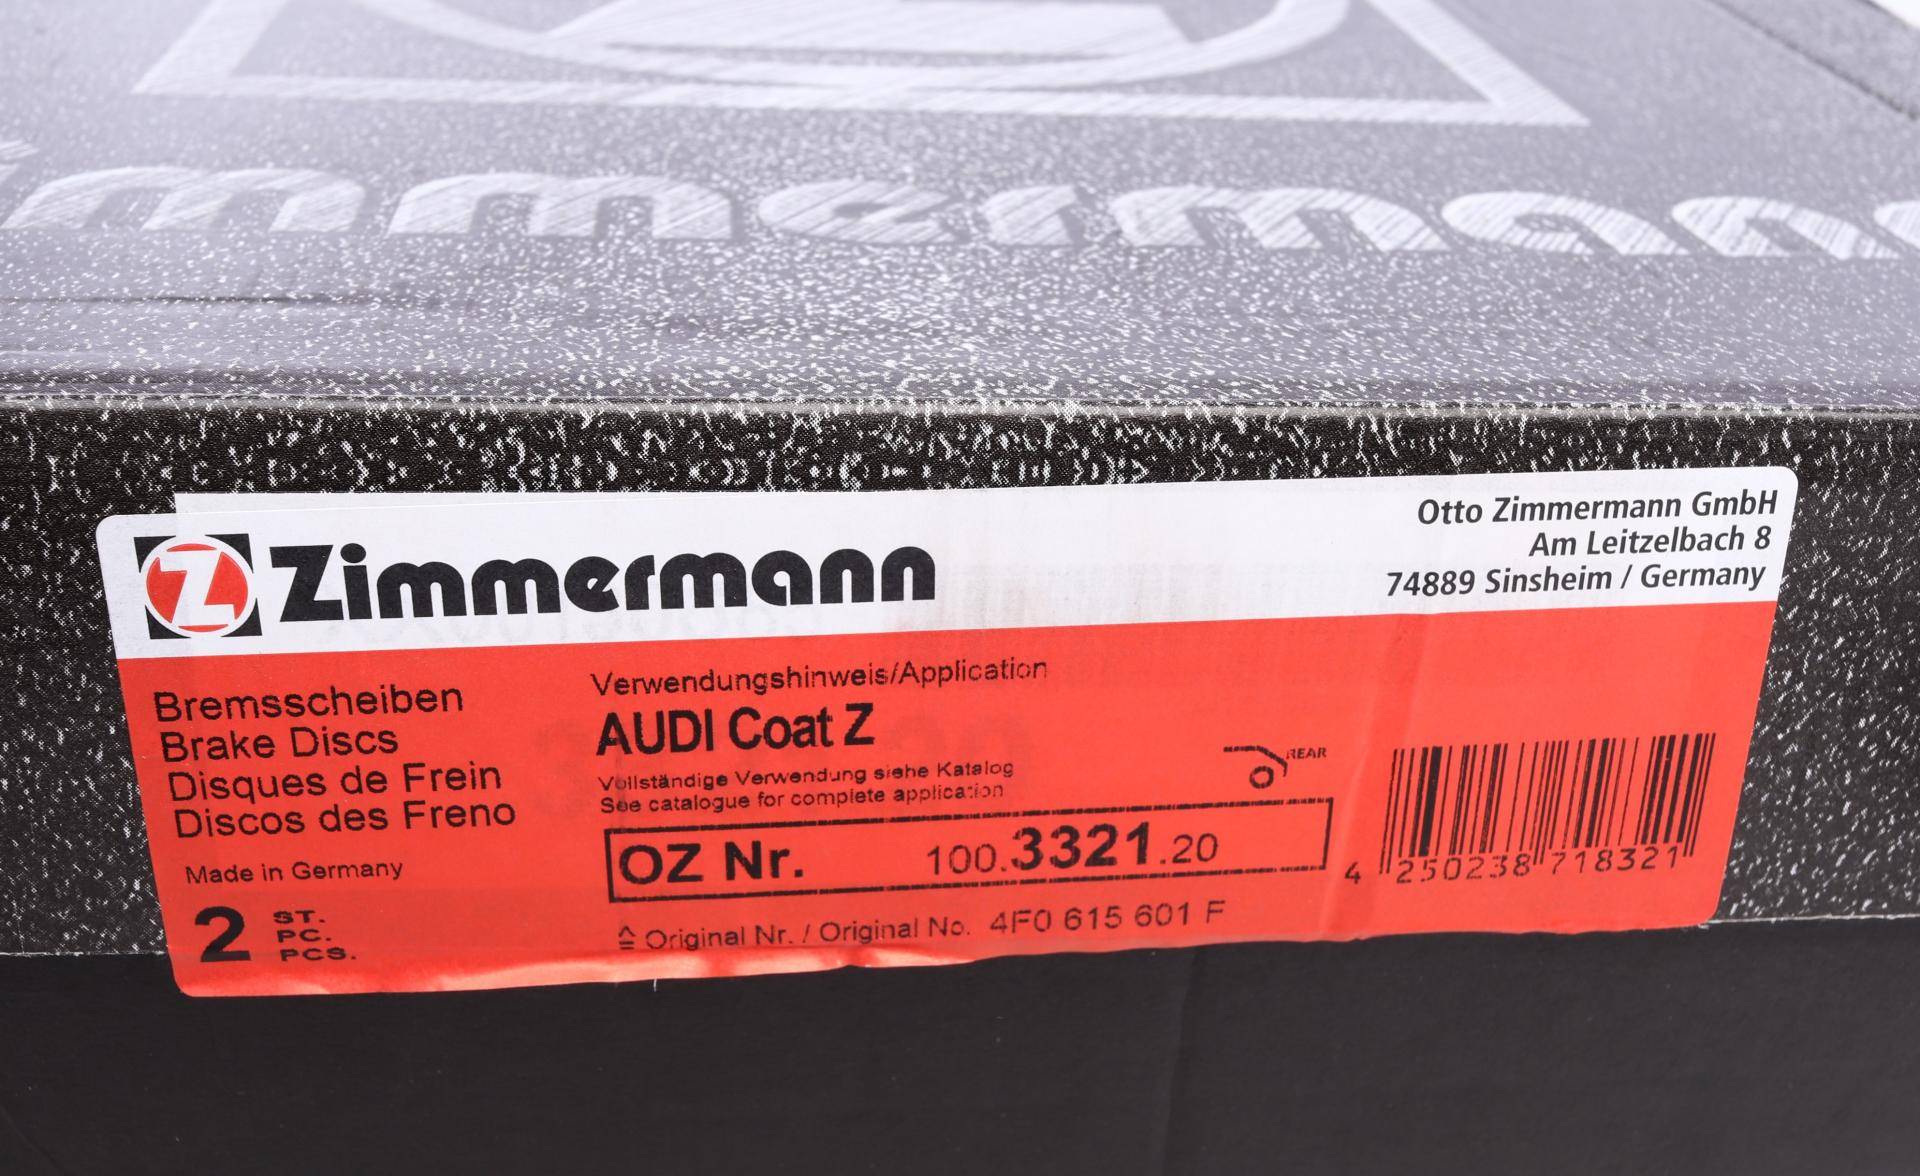 Zimmermann
Zimmermann
Otto Zimmermann GmbH
Am Leitzelbach 8
74889 Sinsheim / Germany
Bremsscheiben
Brake Discs
Disques de Frein
Discos des Freno
Made in Germany
2 ST.
PC.
PCS.
Verwendungshinweis/Application
AUDI Coat Z
Vollständige Verwendung siehe Katalog
See catalogue for complete application
REAR
OZ Nr. 100.3321.20
≙ Original Nr. / Original No. 4F0 615 601 F
4 250238 718321